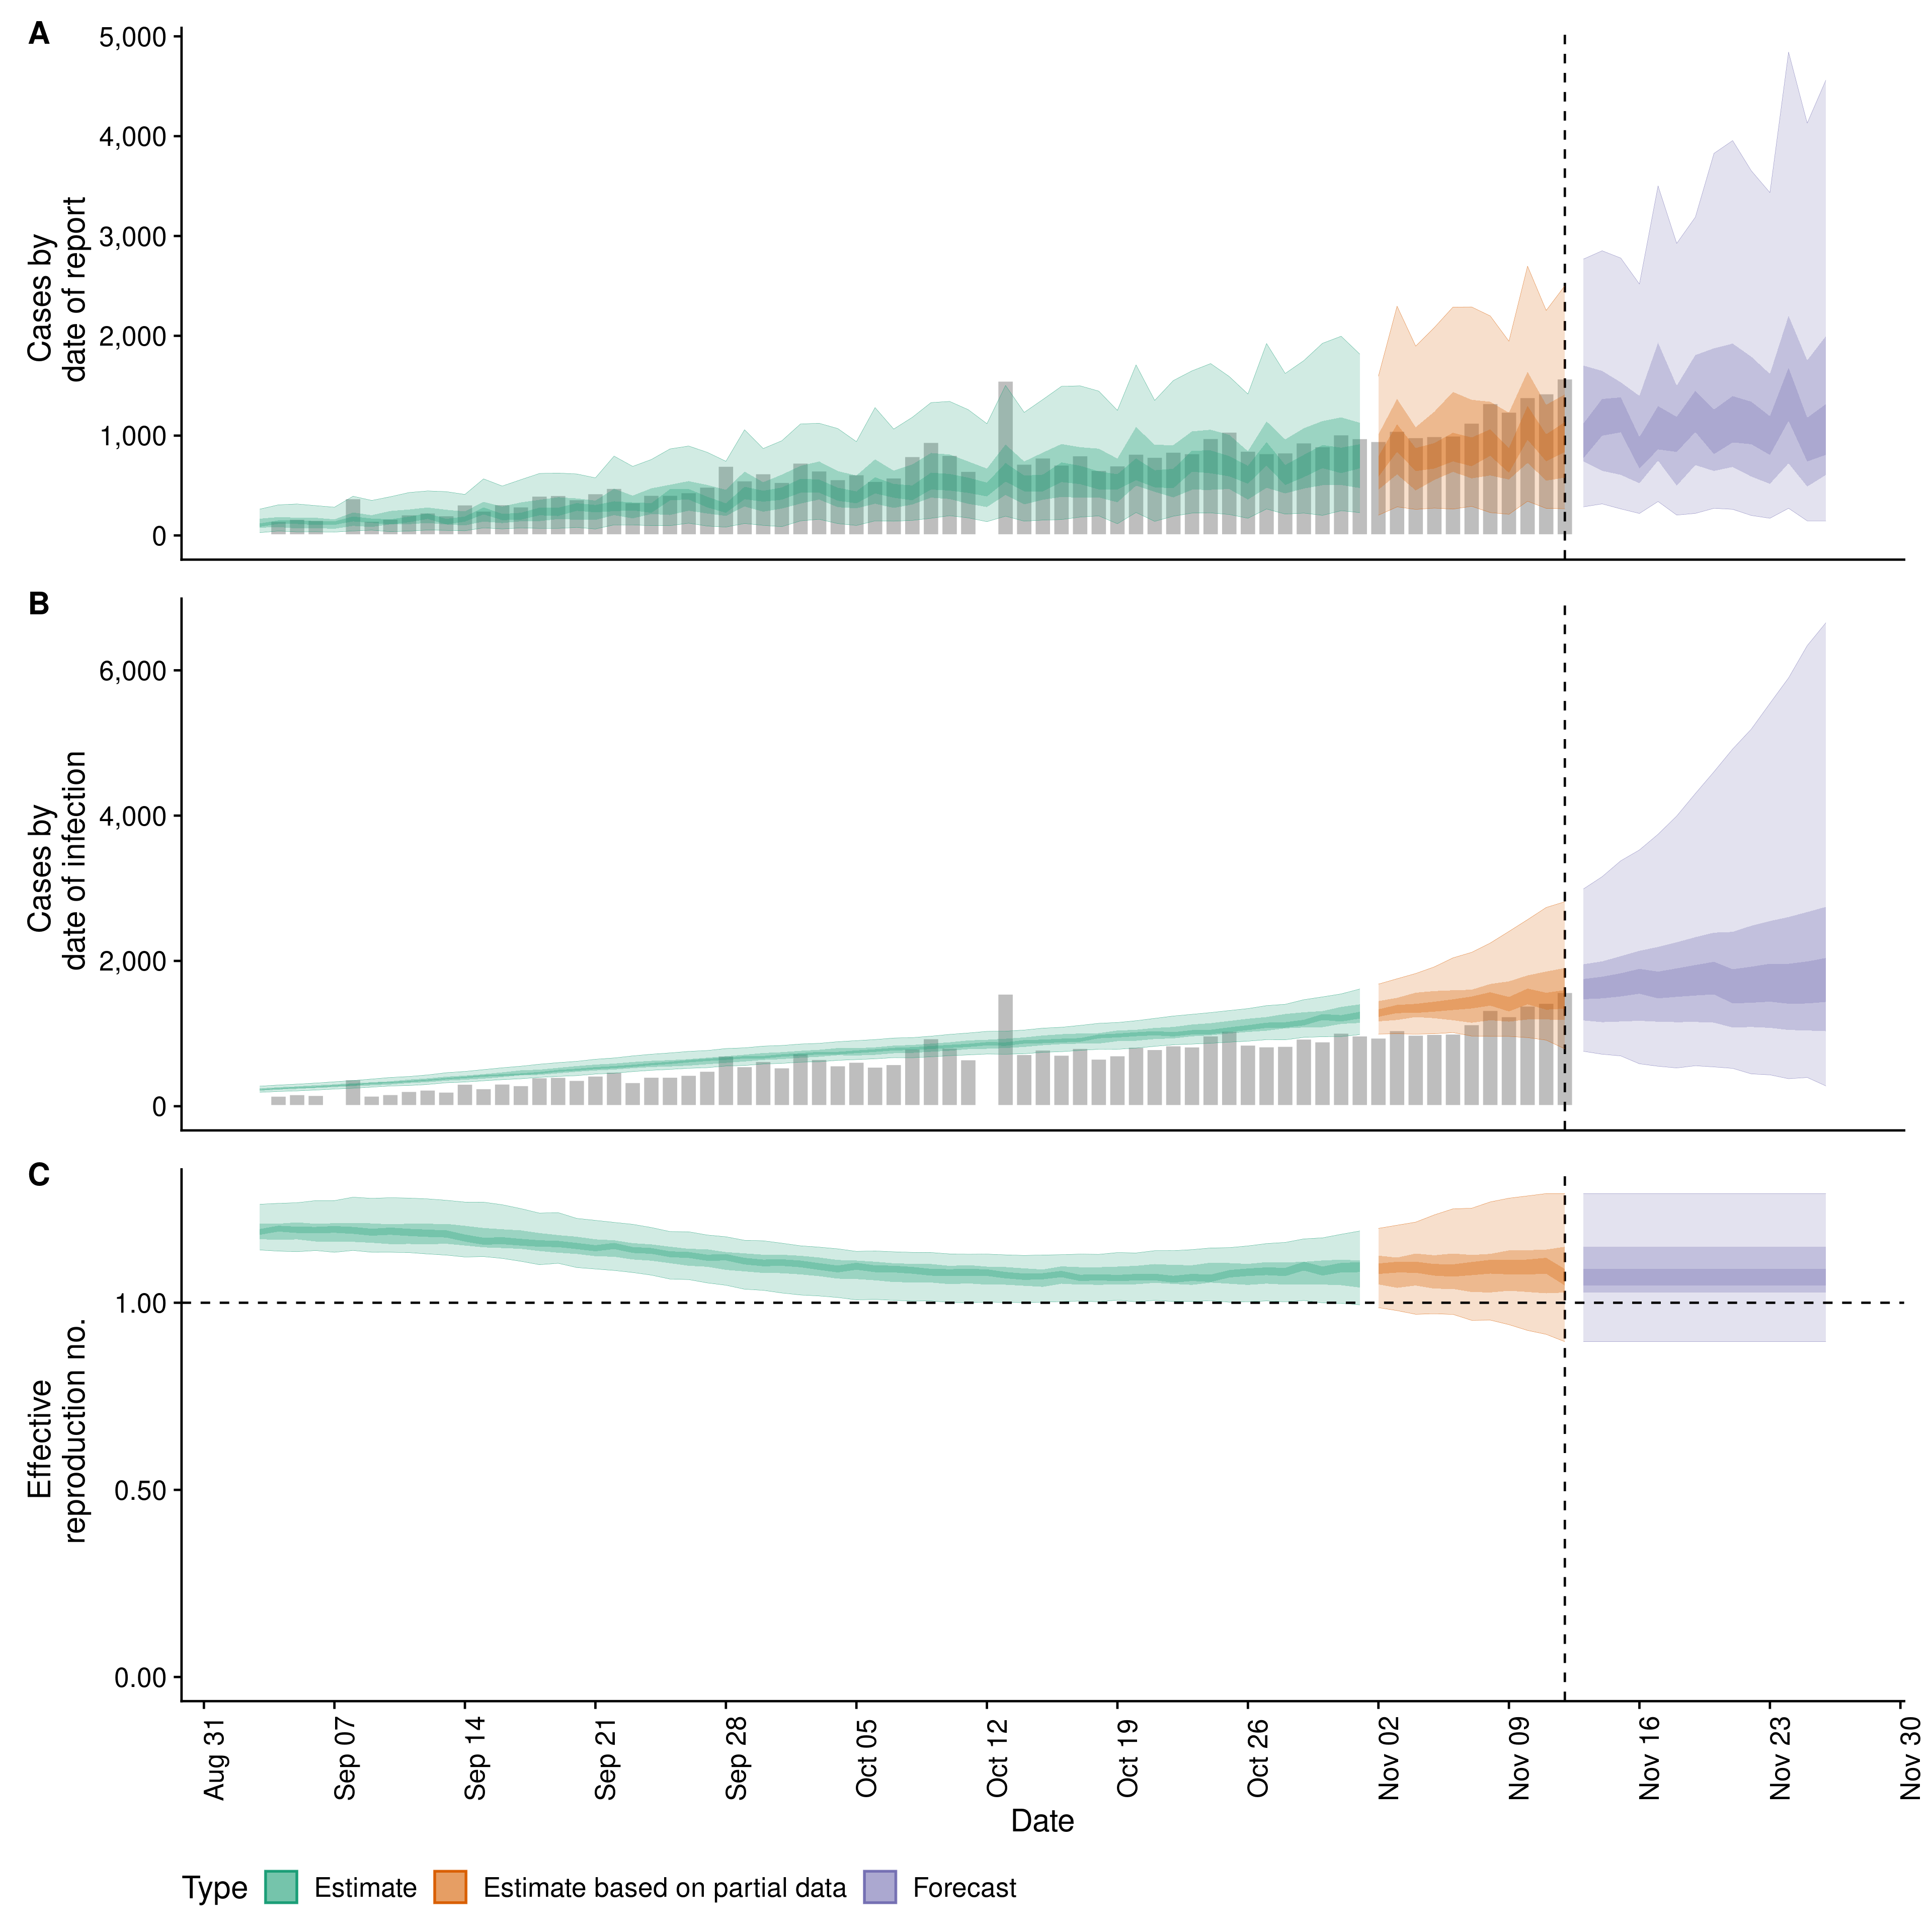 A
5,000
4,000
3,000
2,000
1,000
0
Cases by
date of report
B
6,000
4,000
2,000
0
Cases by
date of infection
C
1.00
0.50
0.00
Effective
reproduction no.
Aug 31
Sep 07
Sep 14
Sep 21
Sep 28
Oct 05
Oct 12
Oct 19
Oct 26
Nov 02
Nov 09
Nov 16
Nov 23
Nov 30
Date
Type Estimate Estimate based on partial data Forecast